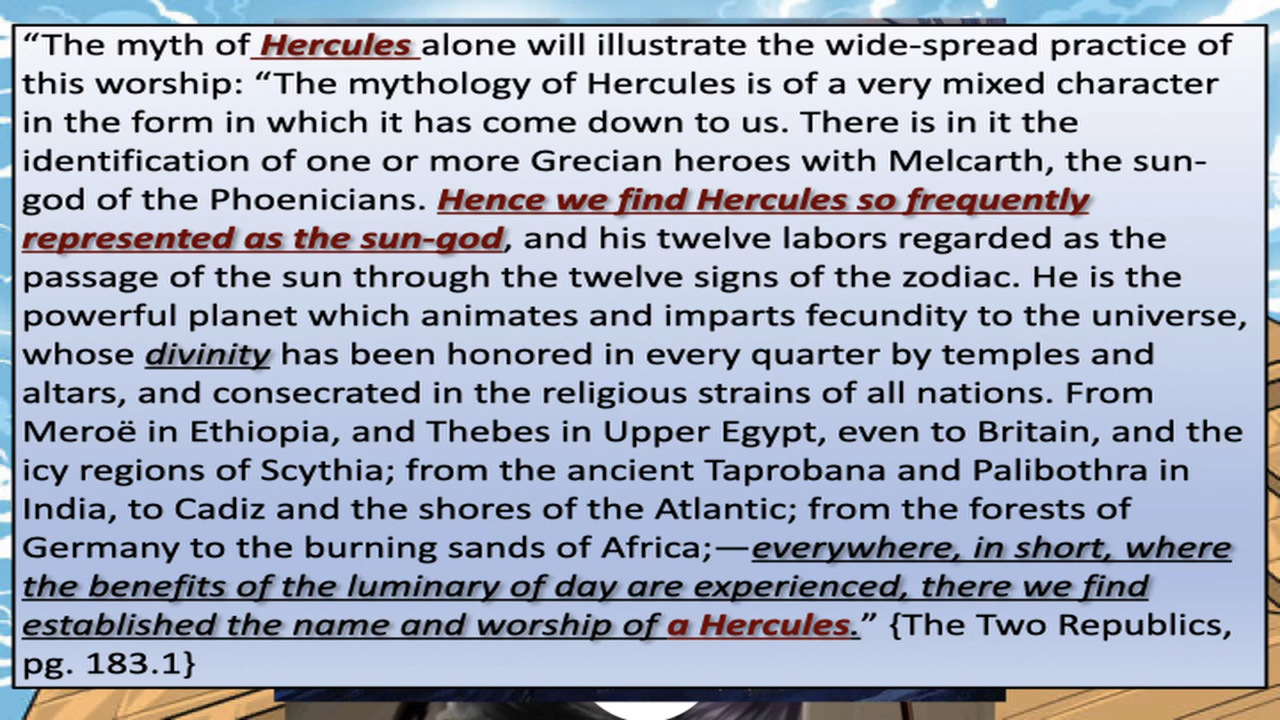 “The myth of Hercules alone will illustrate the wide-spread practice of
this worship: “The mythology of Hercules is of a very mixed character
in the form in which it has come down to us. There is in it the
identification of one or more Grecian heroes with Melcarth, the sun-
god of the Phoenicians. Hence we find Hercules so frequently
represented as the sun-god, and his twelve labors regarded as the
passage of the sun through the twelve signs of the zodiac. He is the
powerful planet which animates and imparts fecundity to the universe,
whose divinity has been honored in every quarter by temples and
altars, and consecrated in the religious strains of all nations. From
Meroë in Ethiopia, and Thebes in Upper Egypt, even to Britain, and the
icy regions of Scythia; from the ancient Taprobana and Palibothra in
India, to Cadiz and the shores of the Atlantic; from the forests of
Germany to the burning sands of Africa;—everywhere, in short, where
the benefits of the luminary of day are experienced, there we find
established the name and worship of a Hercules.” {The Two Republics,
pg. 183.1}